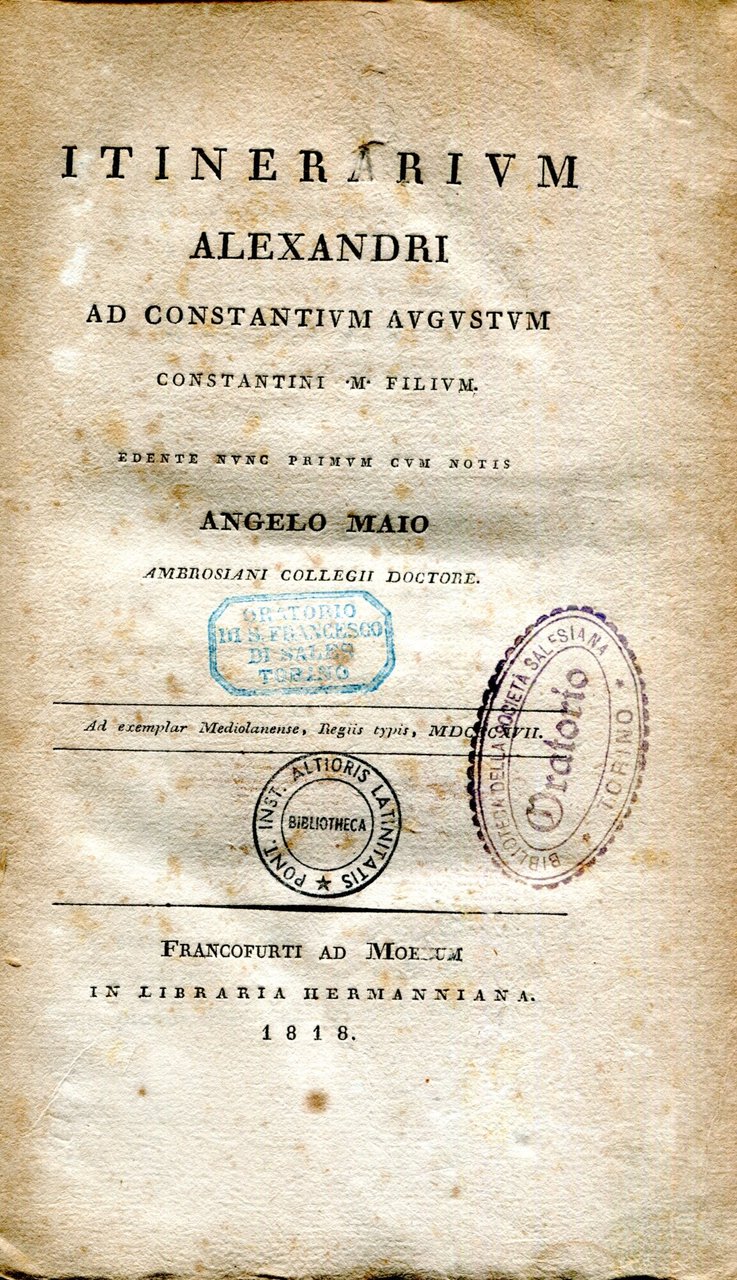 ITINERARIVM
ALEXANDRI
AD CONSTANTIVM AVGVSTVM
CONSTANTINI ·M· FILIVM.
EDENTE NVNC PRIMVM CVM NOTIS
ANGELO MAIO
AMBROSIANI COLLEGII DOCTORE.
ORATORIO
DI S. FRANCESCO
DI SALES
TORINO
BIBLIOTECA DELLA SOCIETÀ SALESIANA
Oratorio
* TORINO *
Ad exemplar Mediolanense, Regiis typis, MDCCCXVII.
PONT. INST. ALTIORIS LATINITATIS
BIBLIOTHECA
FRANCOFURTI AD MOENUM
IN LIBRARIA HERMANNIANA.
1818.